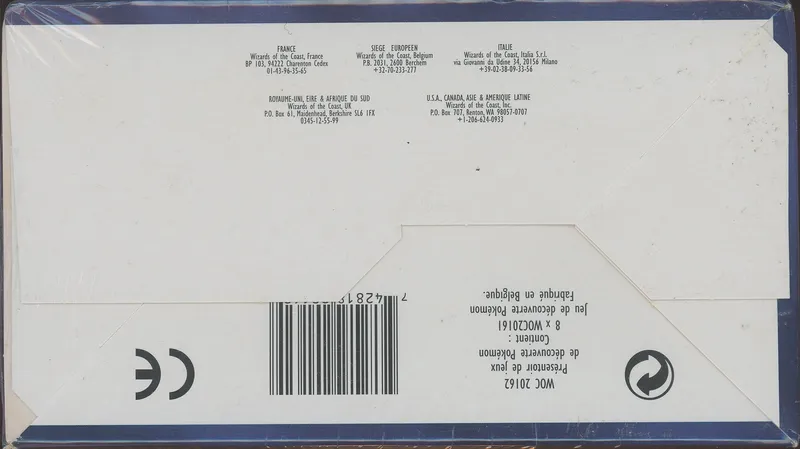 FRANCE
Wizards of the Coast, France
BP 103, 94222 Charenton Cedex
01-43-96-35-65
SIEGE EUROPEEN
Wizards of the Coast, Belgium
P.B. 2031, 2600 Berchem
+32-70-233-277
ITALIE
Wizards of the Coast, Italia S.r.l.
via Giovanni da Udine 34, 20156 Milano
+39-02-38-09-33-56
ROYAUME-UNI, EIRE & AFRIQUE DU SUD
Wizards of the Coast, UK
P.O. Box 61, Maidenhead, Berkshire SL6 1FX
0345-12-55-99
U.S.A., CANADA, ASIE & AMERIQUE LATINE
Wizards of the Coast, Inc.
P.O. Box 707, Renton, WA 98057-0707
+1-206-624-0933
WOC 20162
Présentoir de jeux
de découverte Pokémon
Contient :
8 x WOC20161
Jeu de découverte Pokémon
Fabriqué en Belgique.
CE